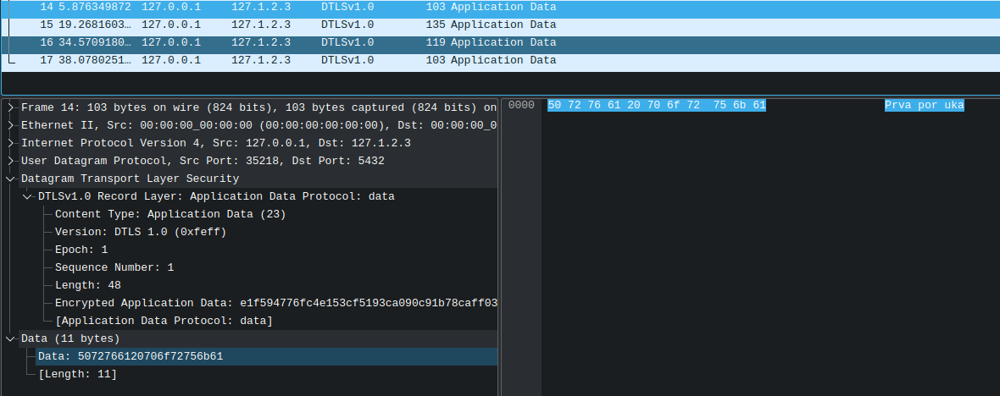 14 5.876349872 127.0.0.1 127.1.2.3 DTLSv1.0 103 Application Data
15 19.2681603… 127.0.0.1 127.1.2.3 DTLSv1.0 135 Application Data
16 34.5709180… 127.0.0.1 127.1.2.3 DTLSv1.0 119 Application Data
17 38.0780251… 127.0.0.1 127.1.2.3 DTLSv1.0 103 Application Data
Frame 14: 103 bytes on wire (824 bits), 103 bytes captured (824 bits) on
Ethernet II, Src: 00:00:00_00:00:00 (00:00:00:00:00:00), Dst: 00:00:00_0
Internet Protocol Version 4, Src: 127.0.0.1, Dst: 127.1.2.3
User Datagram Protocol, Src Port: 35218, Dst Port: 5432
Datagram Transport Layer Security
DTLSv1.0 Record Layer: Application Data Protocol: data
Content Type: Application Data (23)
Version: DTLS 1.0 (0xfeff)
Epoch: 1
Sequence Number: 1
Length: 48
Encrypted Application Data: e1f594776fc4e153cf5193ca090c91b78caff03
[Application Data Protocol: data]
Data (11 bytes)
Data: 5072766120706f72756b61
[Length: 11]
0000 50 72 76 61 20 70 6f 72 75 6b 61 Prva por uka